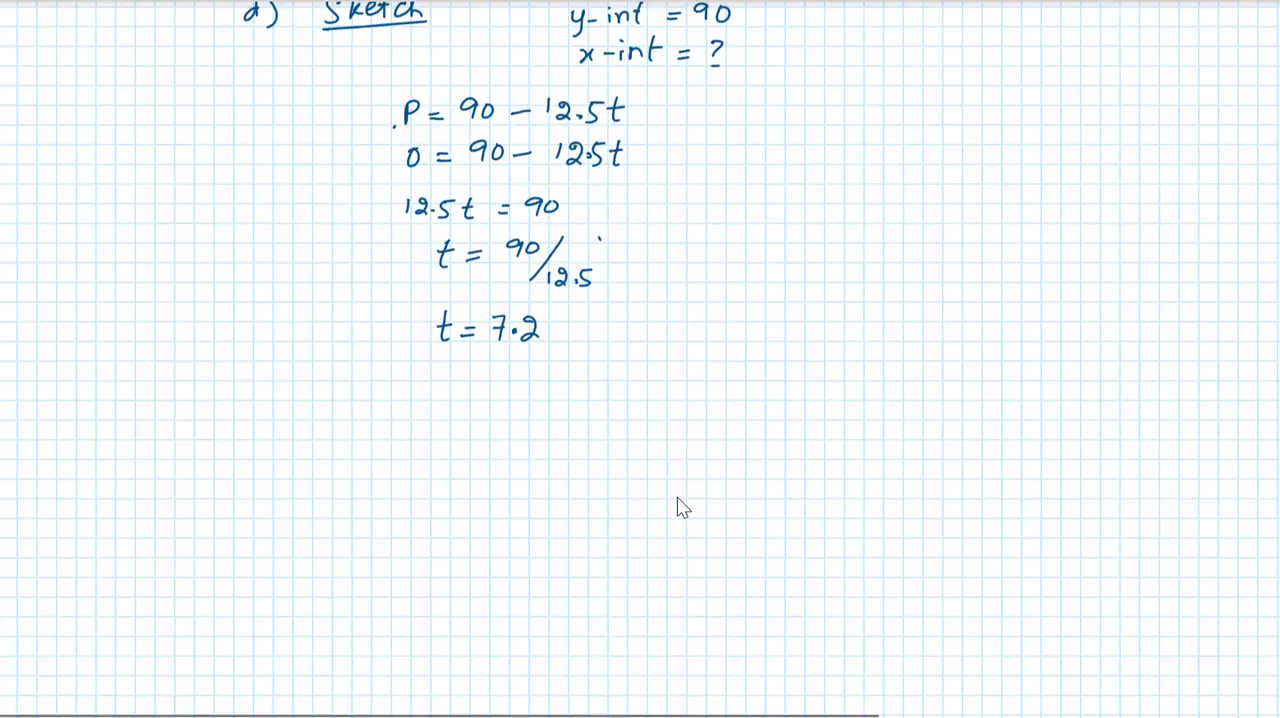 d) Sketch y-int = 90
x-int = ?
P = 90 - 12.5t
0 = 90 - 12.5t
12.5t = 90
t = 90/12.5
t = 7.2